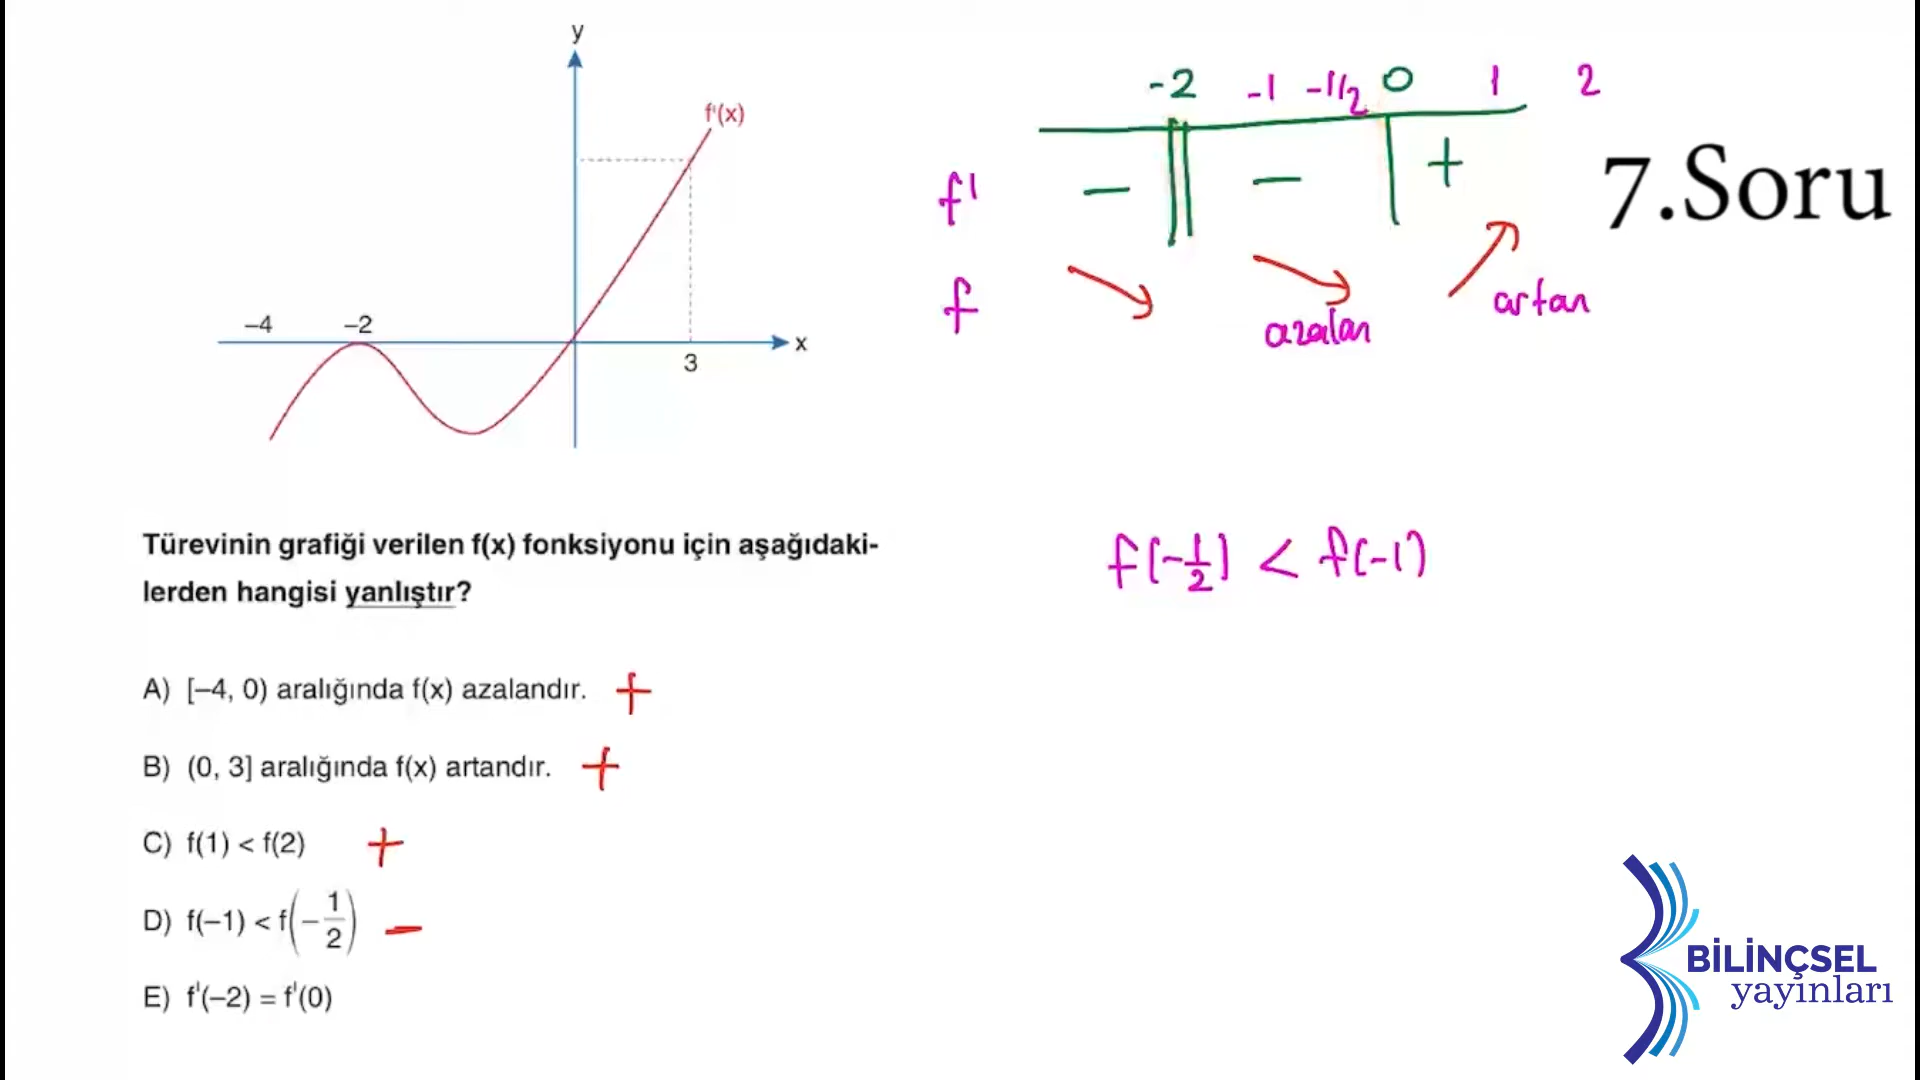 y
f'(x)
-4
-2
x
3
-2 -1 -1/2 0 1 2
f' - - +
7.Soru
f azalan artan
Türevinin grafiği verilen f(x) fonksiyonu için aşağıdaki-
lerden hangisi yanlıştır?
f(-1/2) < f(-1)
A) [–4, 0) aralığında f(x) azalandır. +
B) (0, 3] aralığında f(x) artandır. +
C) f(1) < f(2) +
D) f(–1) < f(–1/2) -
E) f'(–2) = f'(0)
BİLİNÇSEL
yayınları